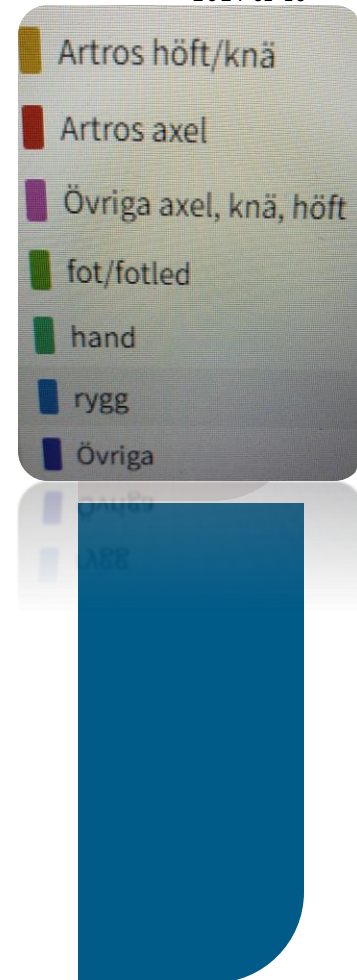 Artros höft/knä
Artros axel
Övriga axel, knä, höft
fot/fotled
hand
rygg
Övriga